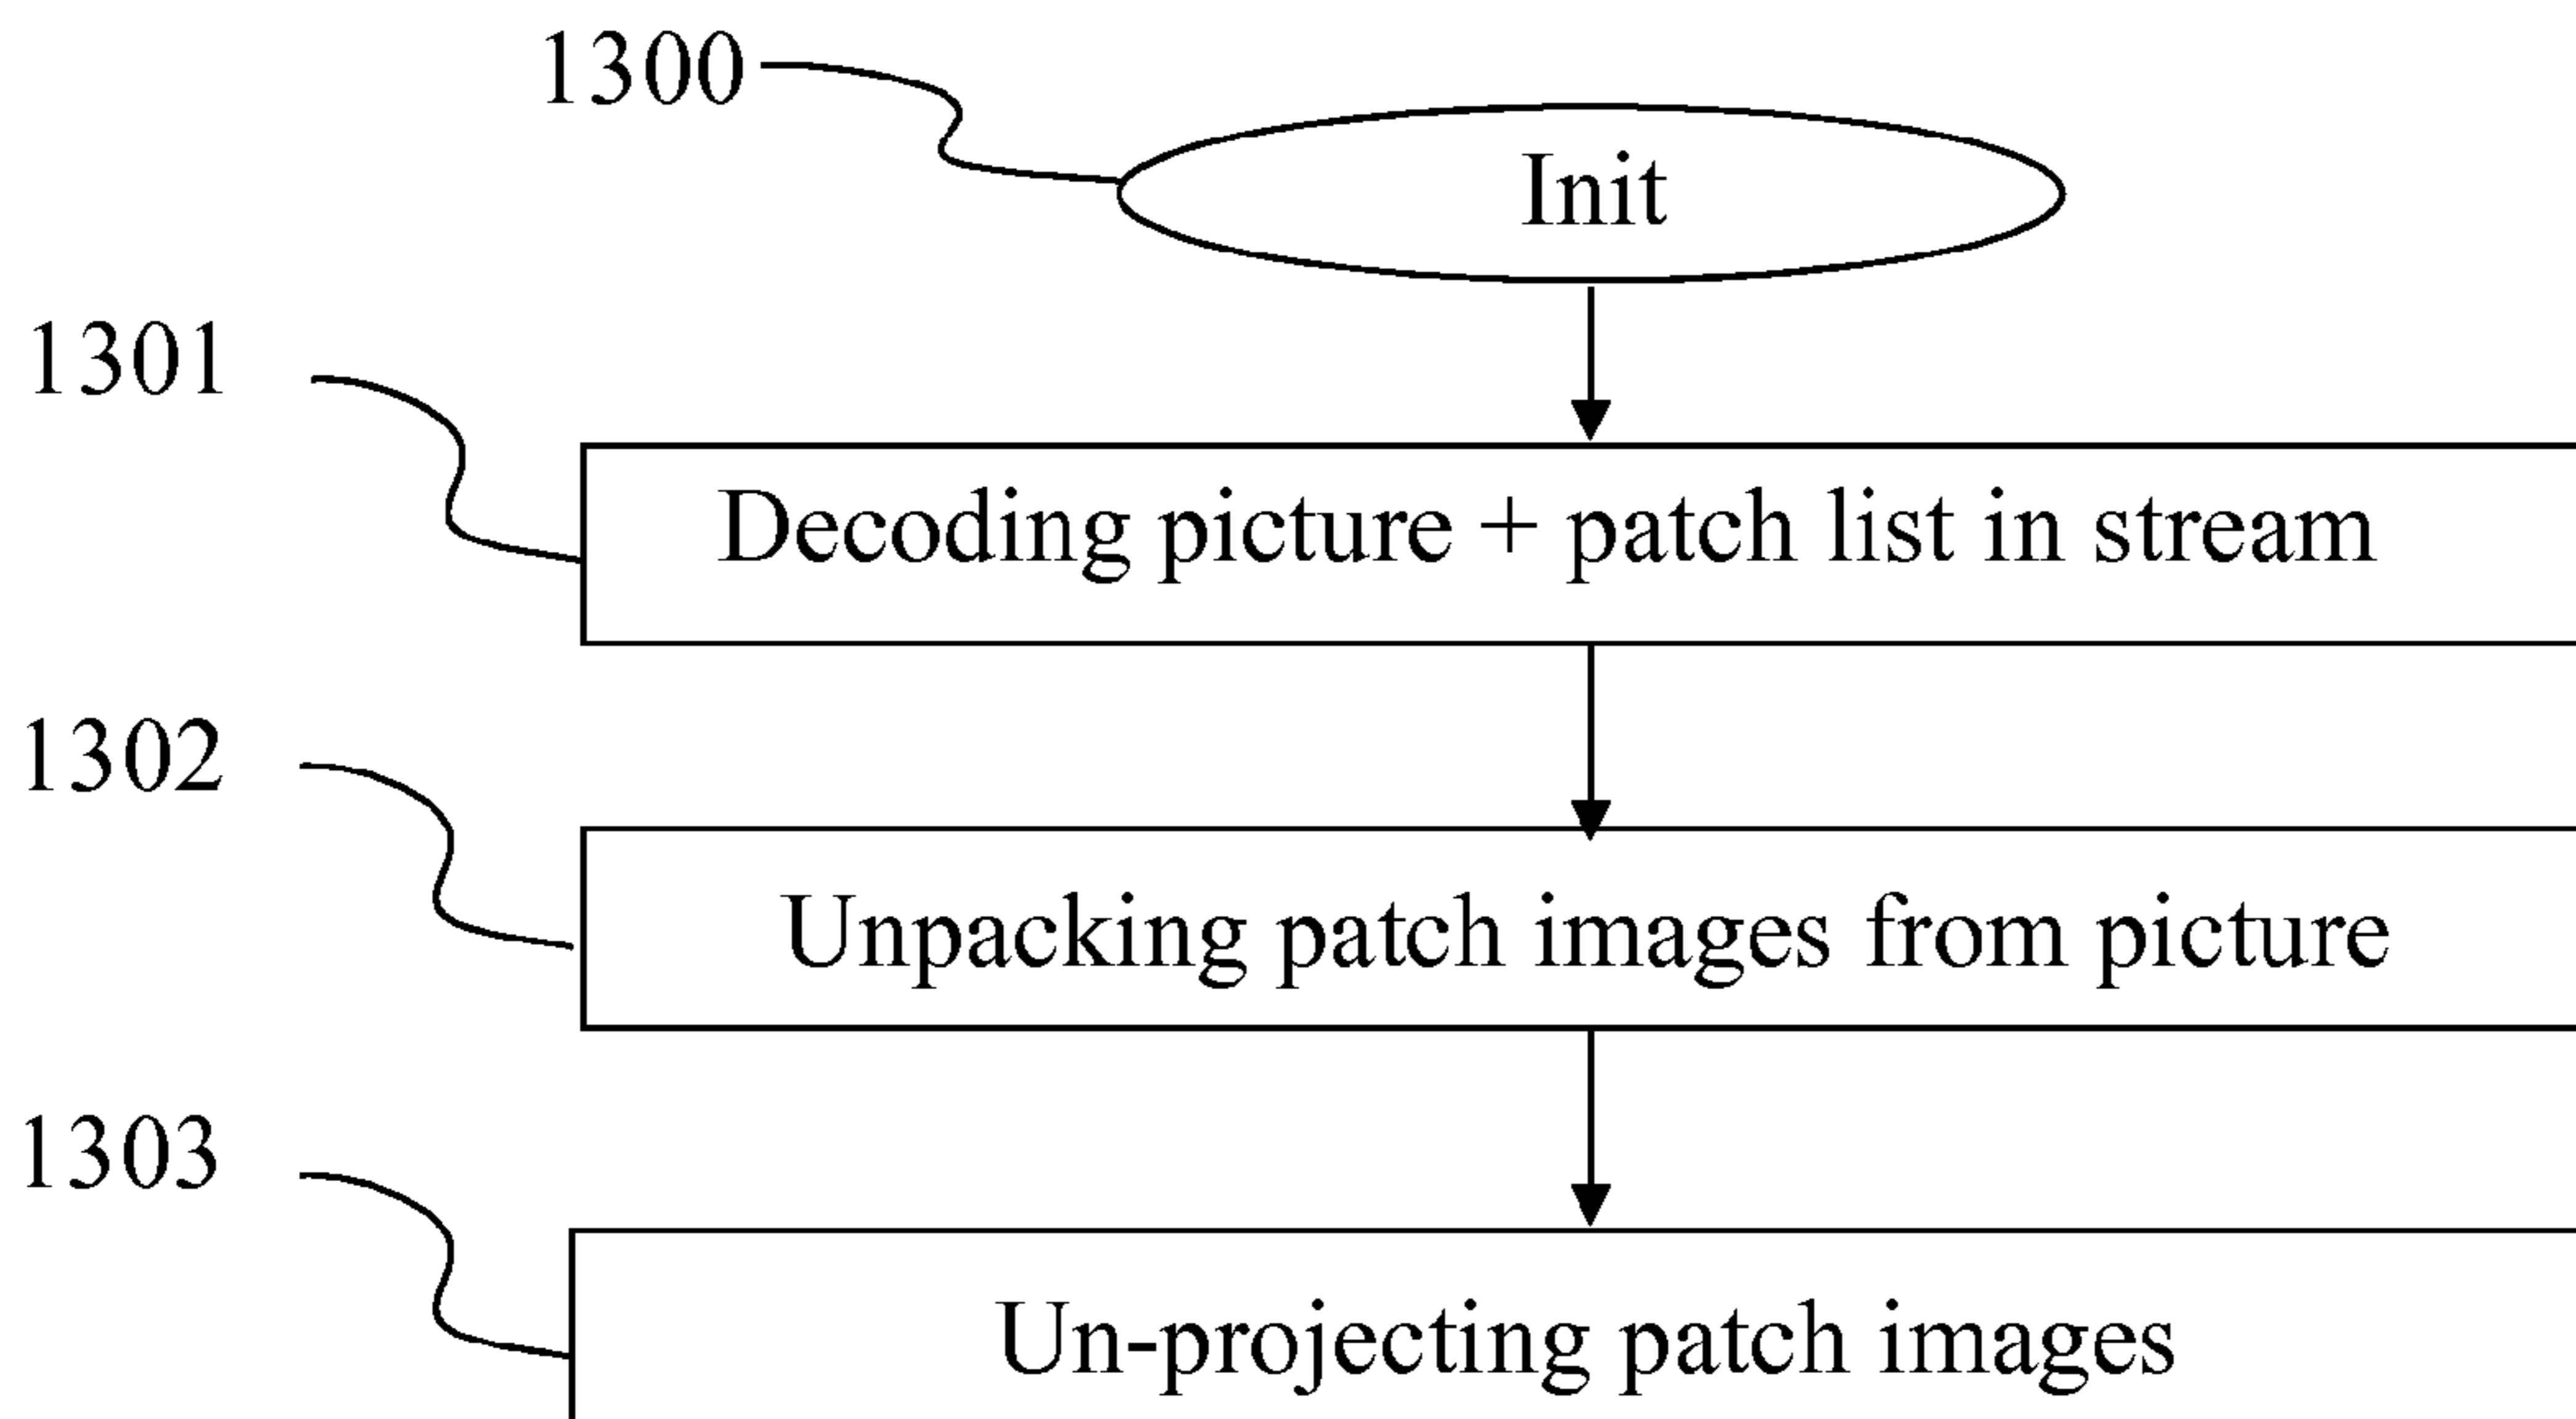 1300
Init
1301
Decoding picture + patch list in stream
1302
Unpacking patch images from picture
1303
Un-projecting patch images